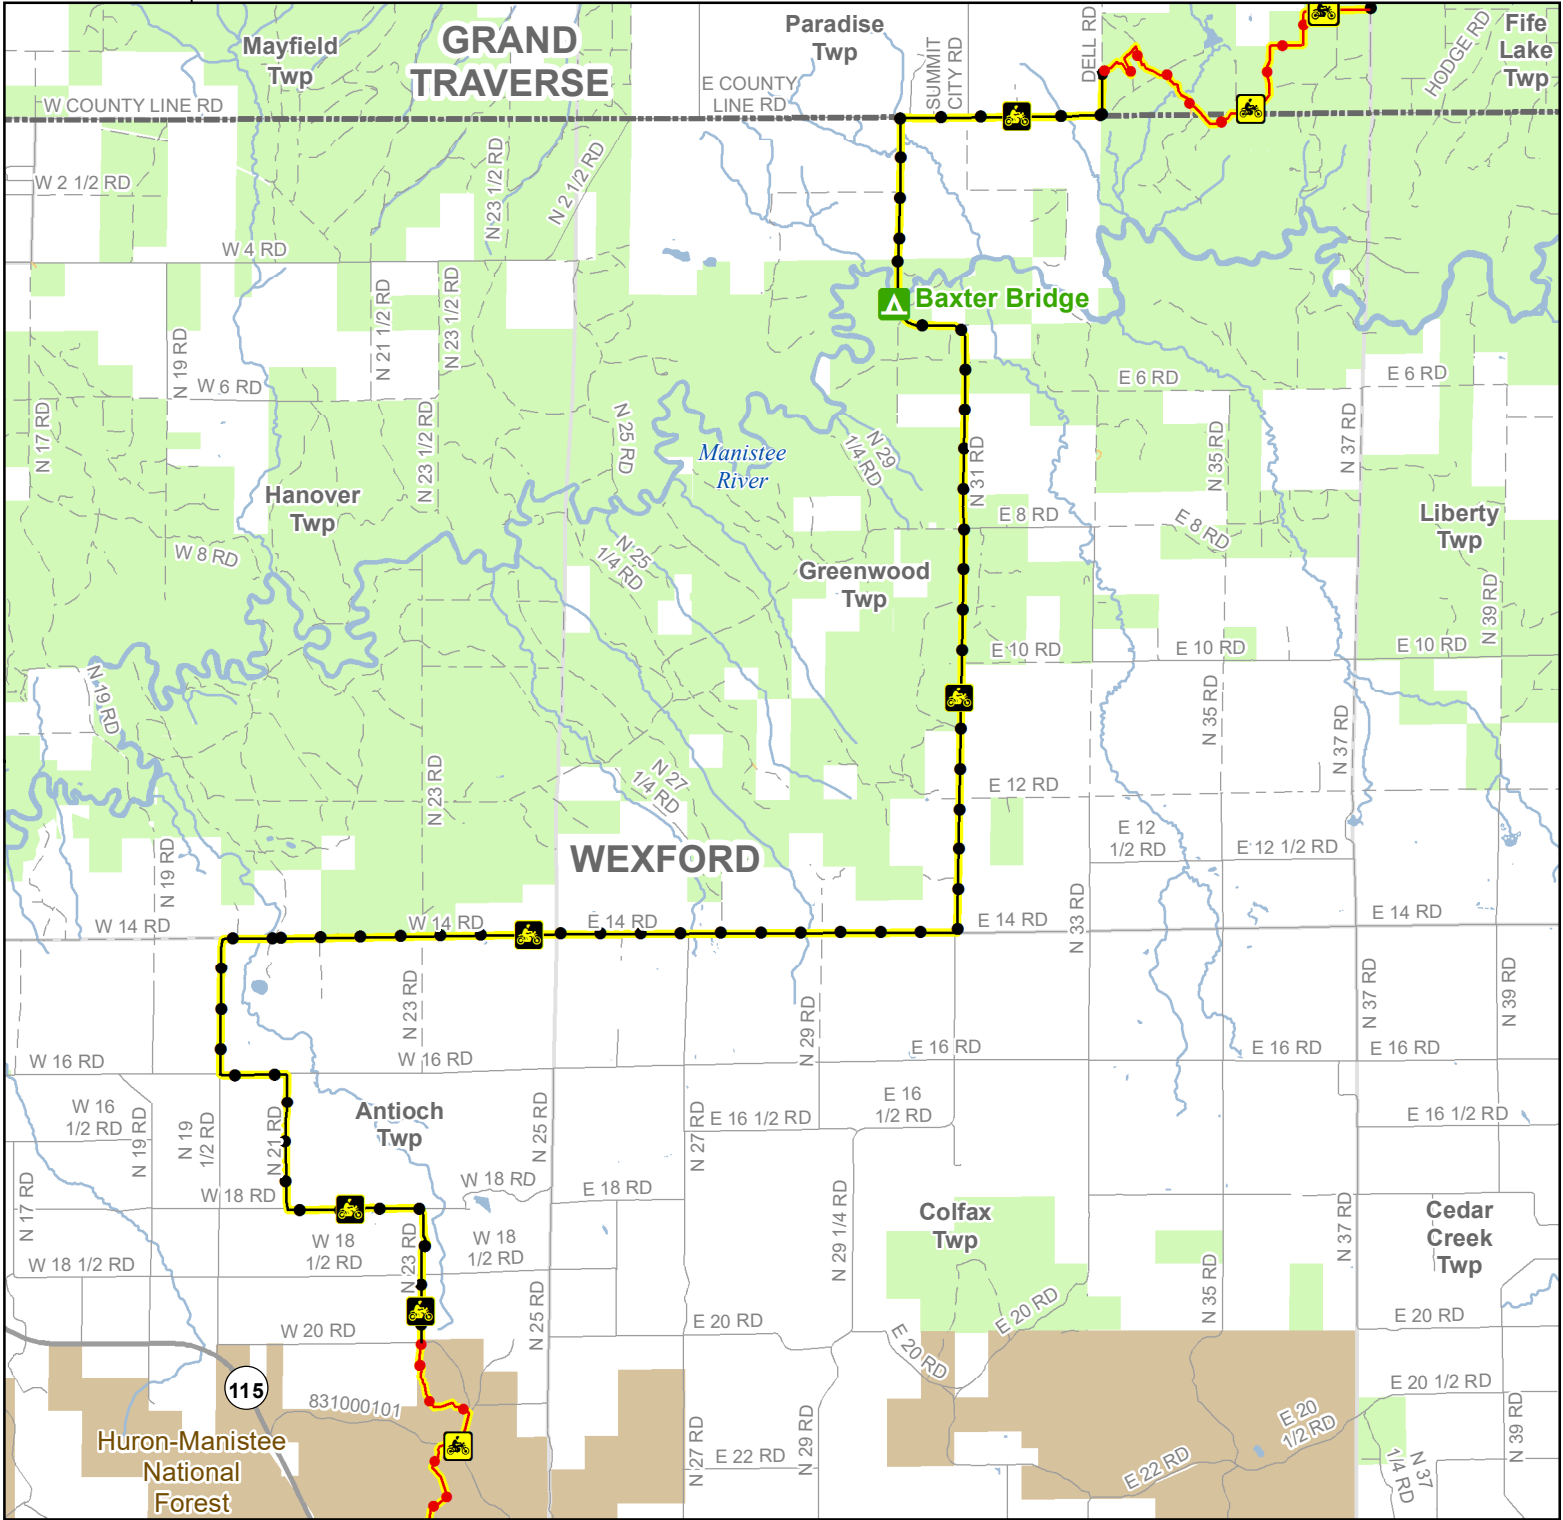 Mayfield
Twp
GRAND
TRAVERSE
Paradise
Twp
SUMMIT
CITY RD
DELL RD
HODGE RD
Fife
Lake
Twp
W COUNTY LINE RD
E COUNTY
LINE RD
W 2 1/2 RD
N 23 1/2 RD
N 2 1/2 RD
W 4 RD
Baxter Bridge
N 19 RD
N 21 1/2 RD
N 23 1/2 RD
W 6 RD
E 6 RD
E 6 RD
N 17 RD
N 23 1/2 RD
N 25 RD
Manistee
River
N 29
1/4 RD
N 31 RD
N 35 RD
N 37 RD
Hanover
Twp
E 8 RD
E 8 RD
Liberty
Twp
W 8 RD
N 25
1/4 RD
Greenwood
Twp
N 39 RD
E 10 RD
E 10 RD
E 10 RD
N 19 RD
N 35 RD
N 37 RD
N 23 RD
N 27
1/4 RD
E 12 RD
E 12
1/2 RD
E 12 1/2 RD
WEXFORD
N 19 RD
W 14 RD
W 14 RD
E 14 RD
E 14 RD
N 33 RD
E 14 RD
N 23 RD
N 29 RD
N 37 RD
N 39 RD
W 16 RD
W 16 RD
E 16 RD
E 16 RD
E 16 RD
W 16
1/2 RD
N 19 RD
N 19
1/2 RD
N 21 RD
Antioch
Twp
N 25 RD
N 27 RD
E 16 1/2 RD
E 16
1/2 RD
E 16 1/2 RD
N 17 RD
W 18 RD
W 18 RD
E 18 RD
N 29 1/4 RD
Colfax
Twp
N 37 RD
Cedar
Creek
Twp
W 18 1/2 RD
W 18
1/2 RD
N 23 RD
W 18
1/2 RD
N 25 RD
N 35 RD
W 20 RD
E 20 RD
E 20 RD
E 20 RD
E 20 RD
115
831000101
E 20 1/2 RD
E 20
1/2 RD
Huron-Manistee
National
Forest
N 27 RD
E 22 RD
N 29 RD
E 22 RD
N 37
1/4 RD
N 39 RD